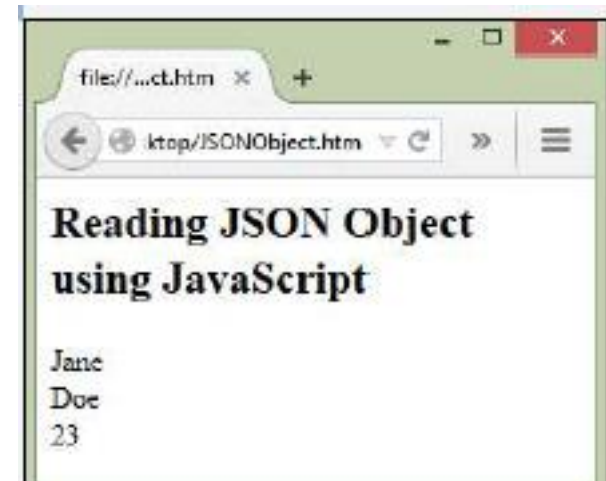 file://...ct.htm
ktop/JSONObject.htm
Reading JSON Object
using JavaScript
Jane
Doe
23